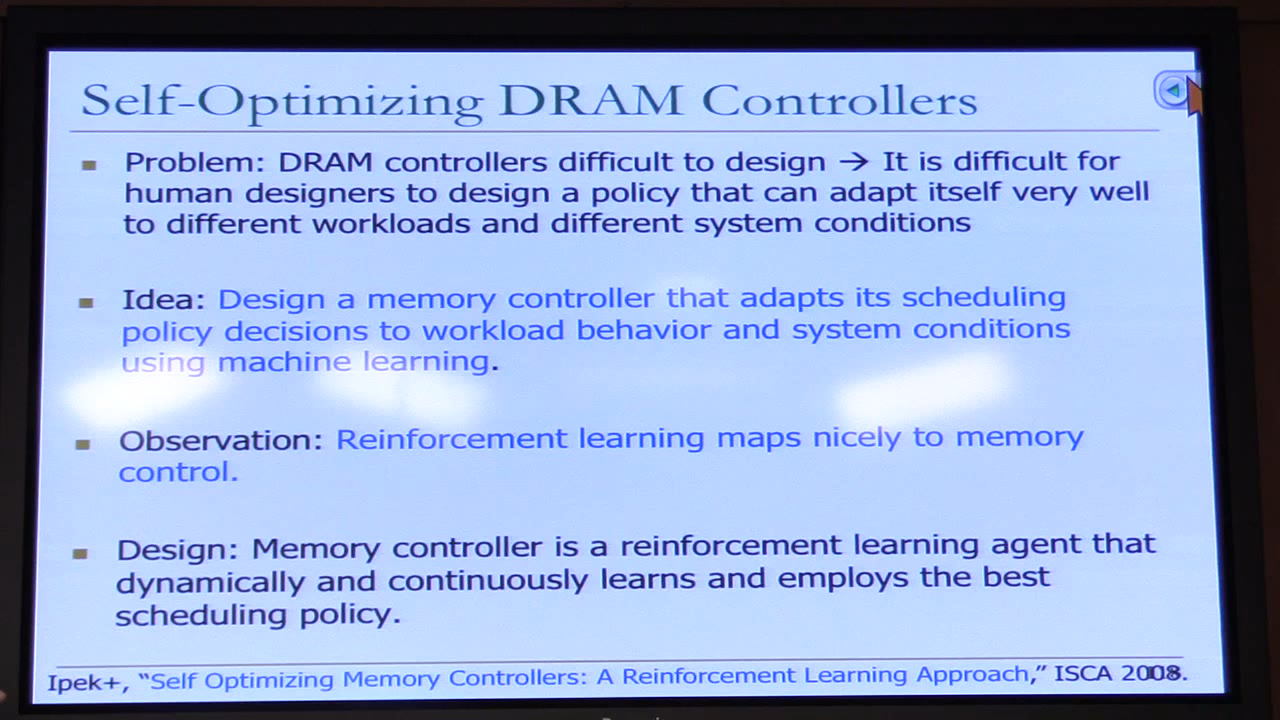 Self-Optimizing DRAM Controllers
Problem: DRAM controllers difficult to design → It is difficult for
human designers to design a policy that can adapt itself very well
to different workloads and different system conditions
Idea: Design a memory controller that adapts its scheduling
policy decisions to workload behavior and system conditions
using machine learning.
Observation: Reinforcement learning maps nicely to memory
control.
Design: Memory controller is a reinforcement learning agent that
dynamically and continuously learns and employs the best
scheduling policy.
Ipek+, “Self Optimizing Memory Controllers: A Reinforcement Learning Approach,” ISCA 2008.